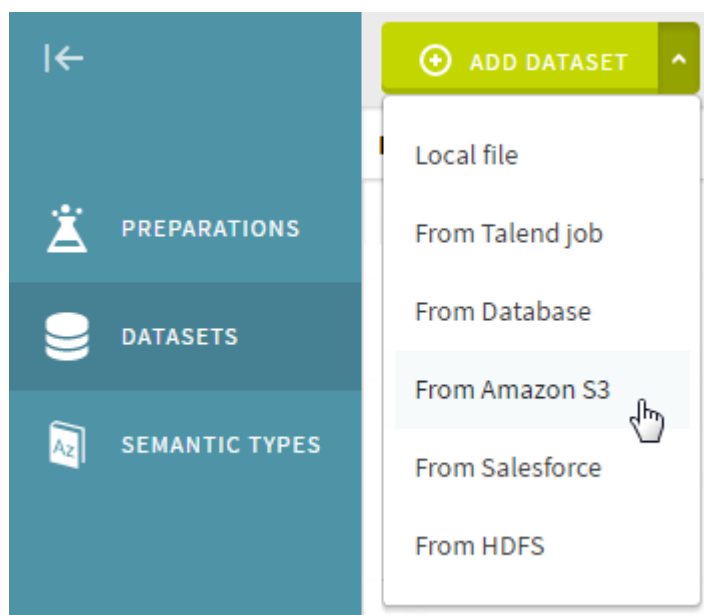 ADD DATASET
PREPARATIONS
DATASETS
Az
SEMANTIC TYPES
Local file
From Talend job
From Database
From Amazon S3
From Salesforce
From HDFS